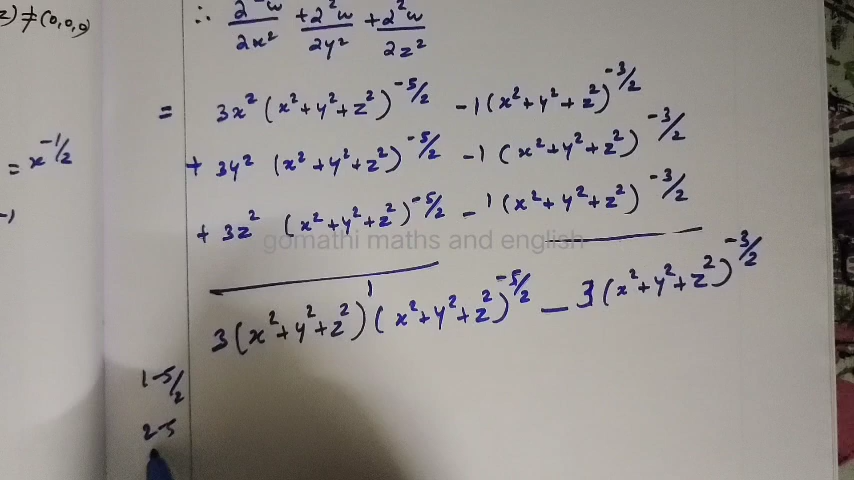 z) ≠ (0,0,0)
∴ ∂²w/∂x² + ∂²w/∂y² + ∂²w/∂z²
= 3x² (x²+y²+z²)^-5/2 -1(x²+y²+z²)^-3/2
= x^-1/2
+ 3y² (x²+y²+z²)^-5/2 -1 (x²+y²+z²)^-3/2
-1
+ 3z² (x²+y²+z²)^-5/2 - 1(x²+y²+z²)^-3/2
gomathi maths and english
3(x²+y²+z²)^1 (x²+y²+z²)^-5/2 - 3(x²+y²+z²)^-3/2
1-5/2
2-5